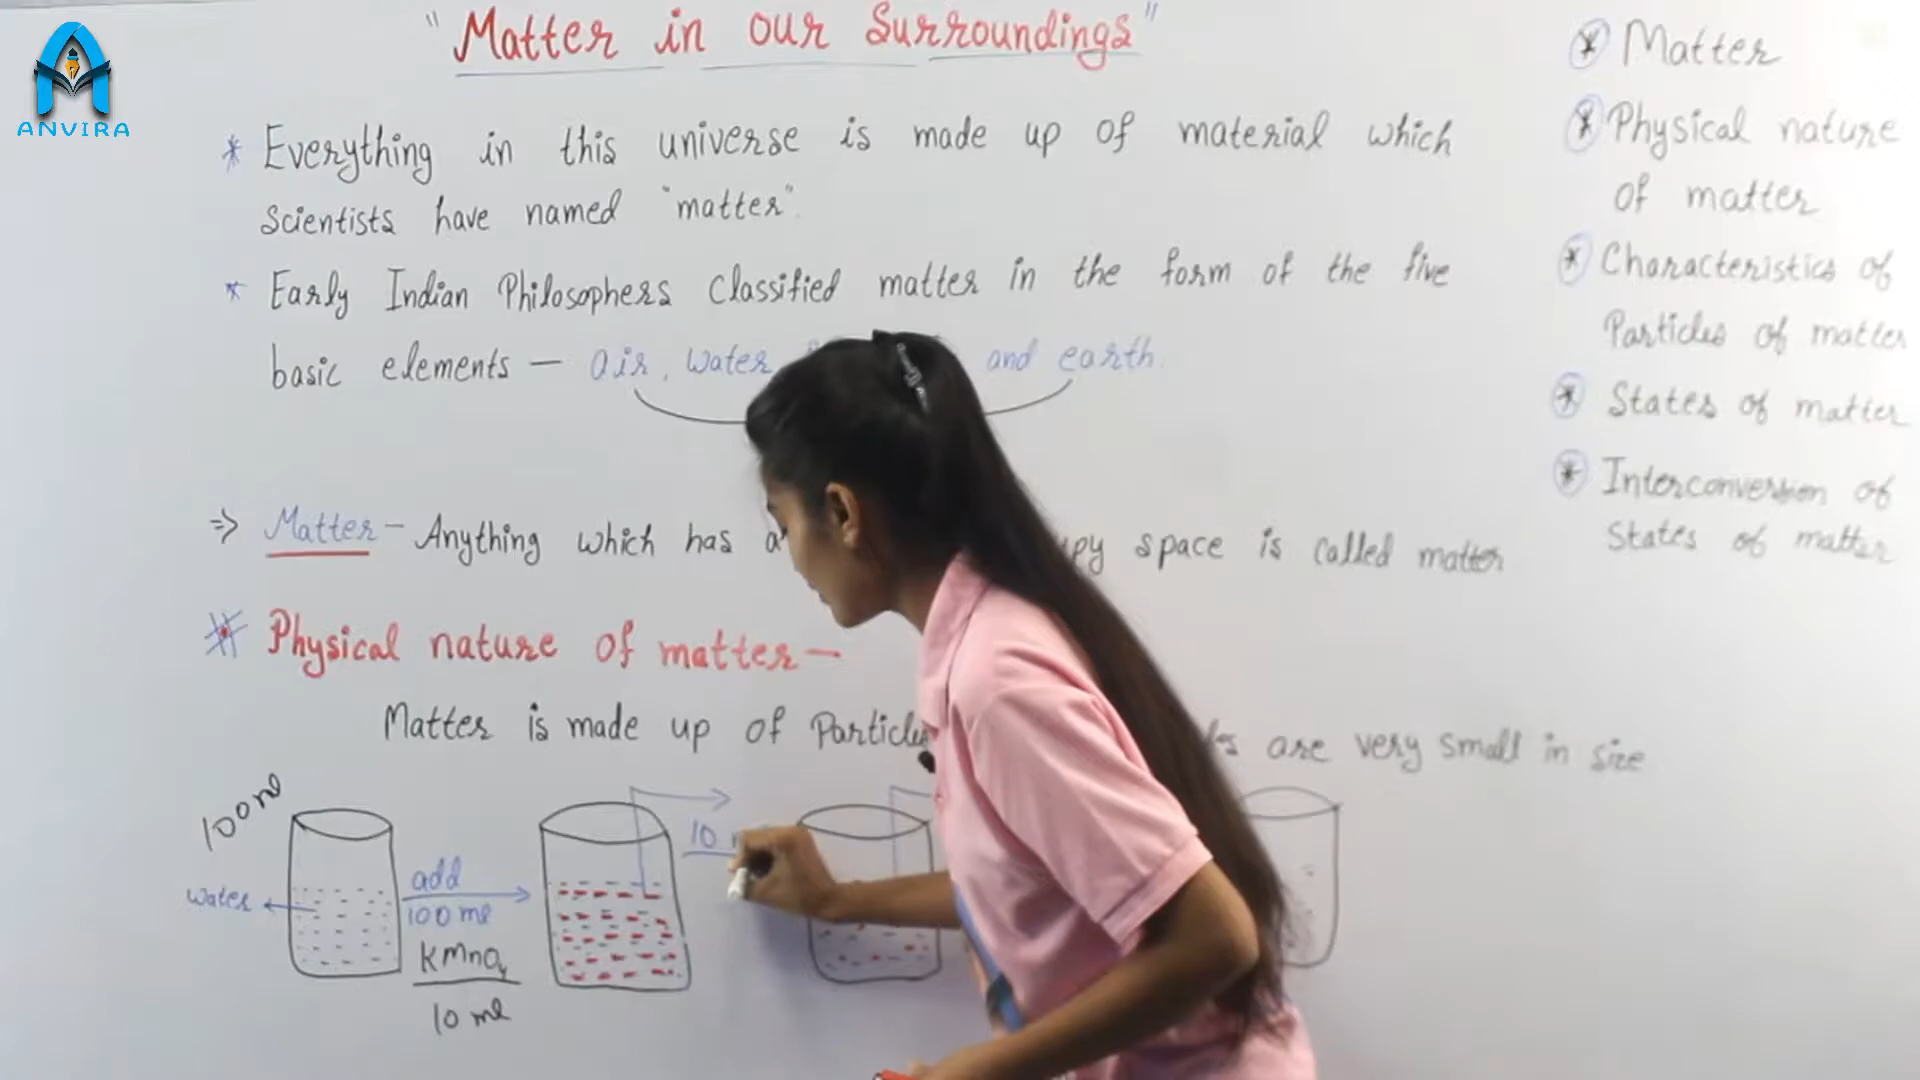 ANVIRA
"Matter in our Surroundings"
* Everything in this universe is made up of material which
Scientists have named "matter".
* Early Indian Philosophers classified matter in the form of the five
basic elements — air, water and earth.
⇒ Matter - Anything which has space is called matter
* Physical nature of matter—
Matter is made up of are very small in size
100 ml
water
add
100 ml
KMnO4
10 ml
10
* Matter
* Physical nature
of matter
* Characteristics of
Particles of matter
* States of matter
* Interconversion of
States of matter